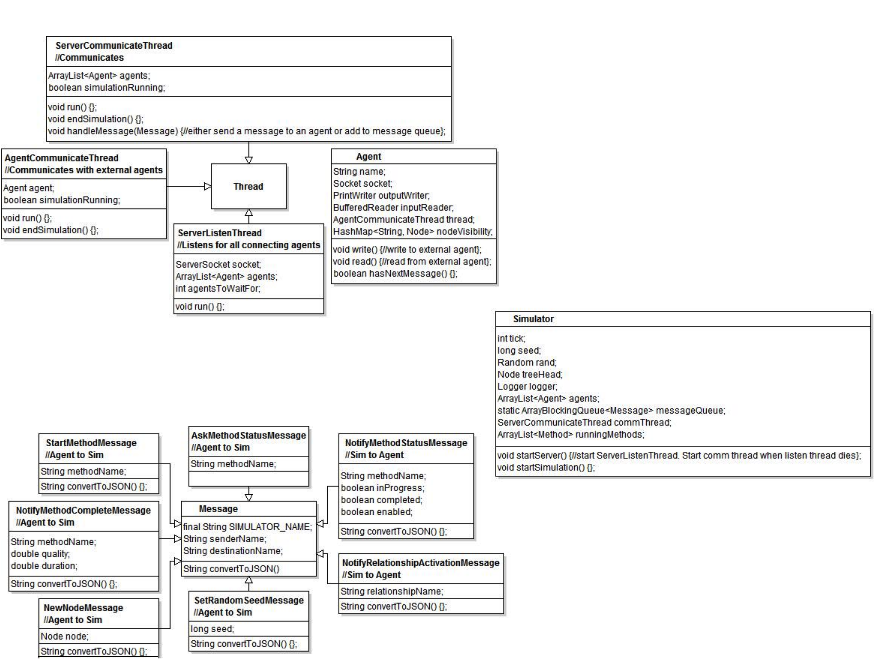 ServerCommunicateThread
//Communicates
ArrayList<Agent> agents;
boolean simulationRunning;
void run() {};
void endSimulation() {};
void handleMessage(Message) {//either send a message to an agent or add to message queue};
AgentCommunicateThread
//Communicates with external agents
Agent agent;
boolean simulationRunning;
void run() {};
void endSimulation() {};
Thread
Agent
String name;
Socket socket;
PrintWriter outputWriter;
BufferedReader inputReader;
AgentCommunicateThread thread;
HashMap<String, Node> nodeVisibility;
void write() {//write to external agent};
void read() {//read from external agent};
boolean hasNextMessage() {};
ServerListenThread
//Listens for all connecting agents
ServerSocket socket;
ArrayList<Agent> agents;
int agentsToWaitFor;
void run() {};
Simulator
int tick;
long seed;
Random rand;
Node treeHead;
Logger logger;
ArrayList<Agent> agents;
static ArrayBlockingQueue<Message> messageQueue;
ServerCommunicateThread commThread;
ArrayList<Method> runningMethods;
void startServer() {//start ServerListenThread. Start comm thread when listen thread dies};
void startSimulation() {};
StartMethodMessage
//Agent to Sim
String methodName;
String convertToJSON() {};
AskMethodStatusMessage
//Agent to Sim
String methodName;
NotifyMethodStatusMessage
//Sim to Agent
String methodName;
boolean inProgress;
boolean completed;
boolean enabled;
String convertToJSON() {};
NotifyMethodCompleteMessage
//Agent to Sim
String methodName;
double quality;
double duration;
String convertToJSON() {};
Message
final String SIMULATOR_NAME;
String senderName;
String destinationName;
String convertToJSON()
NotifyRelationshipActivationMessage
//Sim to Agent
String relationshipName;
String convertToJSON() {};
NewNodeMessage
//Agent to Sim
Node node;
String convertToJSON() {};
SetRandomSeedMessage
//Agent to Sim
long seed;
String convertToJSON() {};